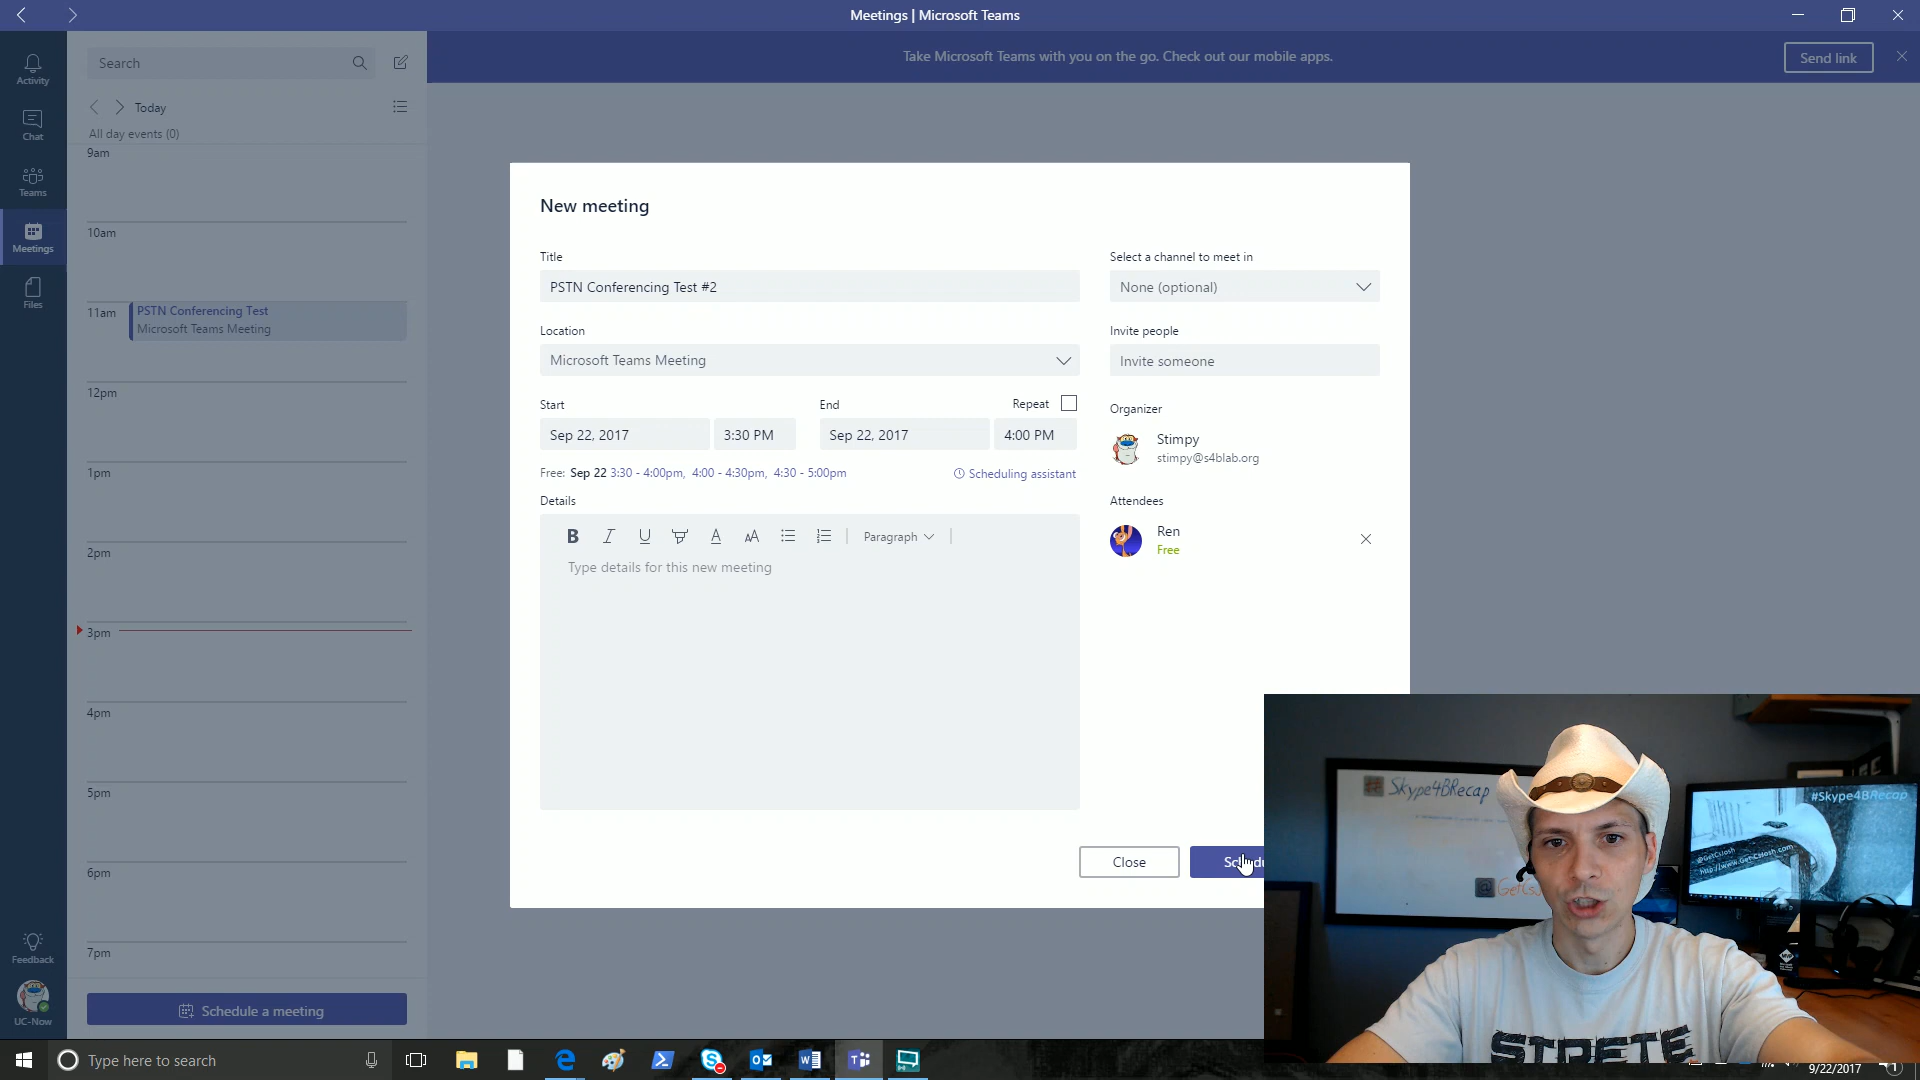 Meetings | Microsoft Teams
Take Microsoft Teams with you on the go. Check out our mobile apps.
Send link
Search
Activity
Chat
Teams
Meetings
Files
Feedback
UC-Now
Today
All day events (0)
9am
10am
11am
PSTN Conferencing Test
Microsoft Teams Meeting
12pm
1pm
2pm
3pm
4pm
5pm
6pm
7pm
Schedule a meeting
New meeting
Title
PSTN Conferencing Test #2
Location
Microsoft Teams Meeting
Start
End
Repeat
Sep 22, 2017
3:30 PM
Sep 22, 2017
4:00 PM
Free: Sep 22 3:30 - 4:00pm, 4:00 - 4:30pm, 4:30 - 5:00pm
Scheduling assistant
Details
Paragraph
Type details for this new meeting
Select a channel to meet in
None (optional)
Invite people
Invite someone
Organizer
Stimpy
stimpy@s4blab.org
Attendees
Ren
Free
Close
Skype4BRecap
#Skype4BRecap
@GetCsJosh
Type here to search
9/22/2017